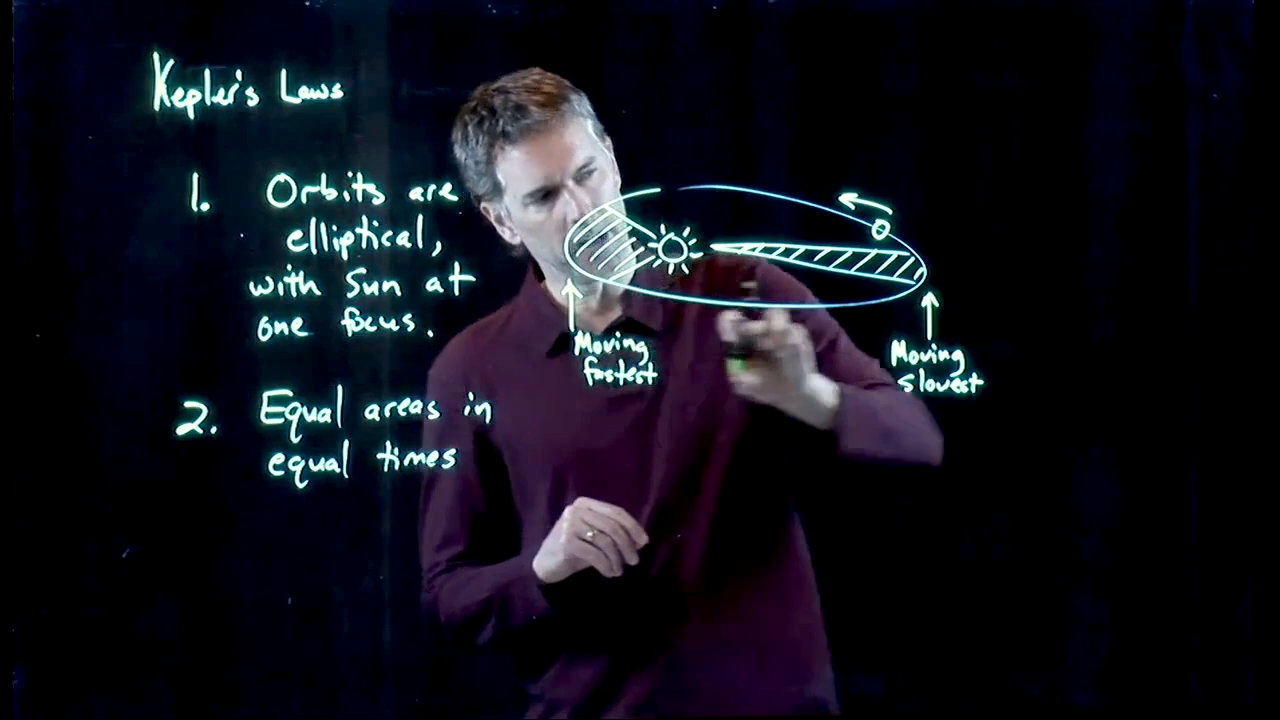 Kepler's Laws
1. Orbits are
elliptical,
with Sun at
one focus.
2. Equal areas in
equal times
Moving
fastest
Moving
slowest